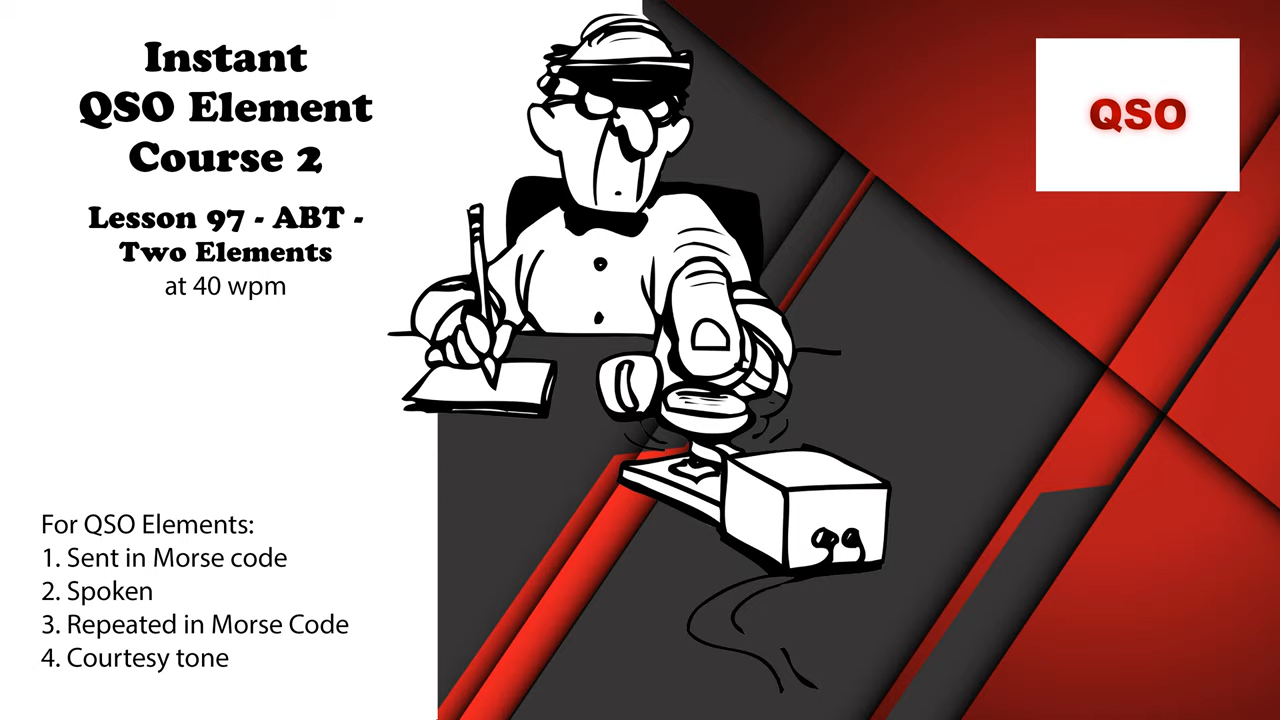 Instant
QSO Element
Course 2
Lesson 97 - ABT -
Two Elements
at 40 wpm
QSO
For QSO Elements:
1. Sent in Morse code
2. Spoken
3. Repeated in Morse Code
4. Courtesy tone